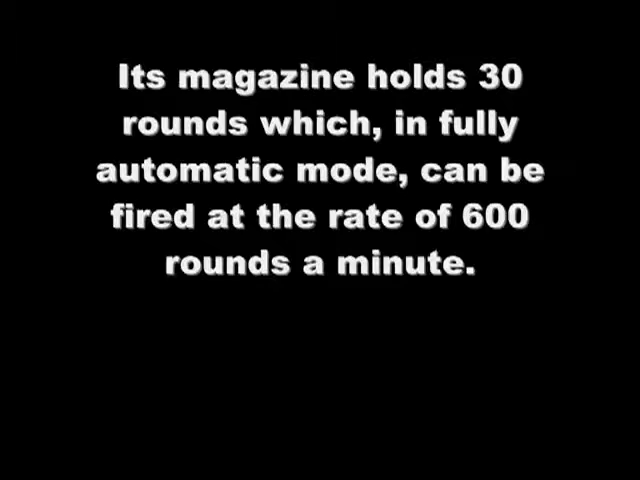 Its magazine holds 30
rounds which, in fully
automatic mode, can be
fired at the rate of 600
rounds a minute.